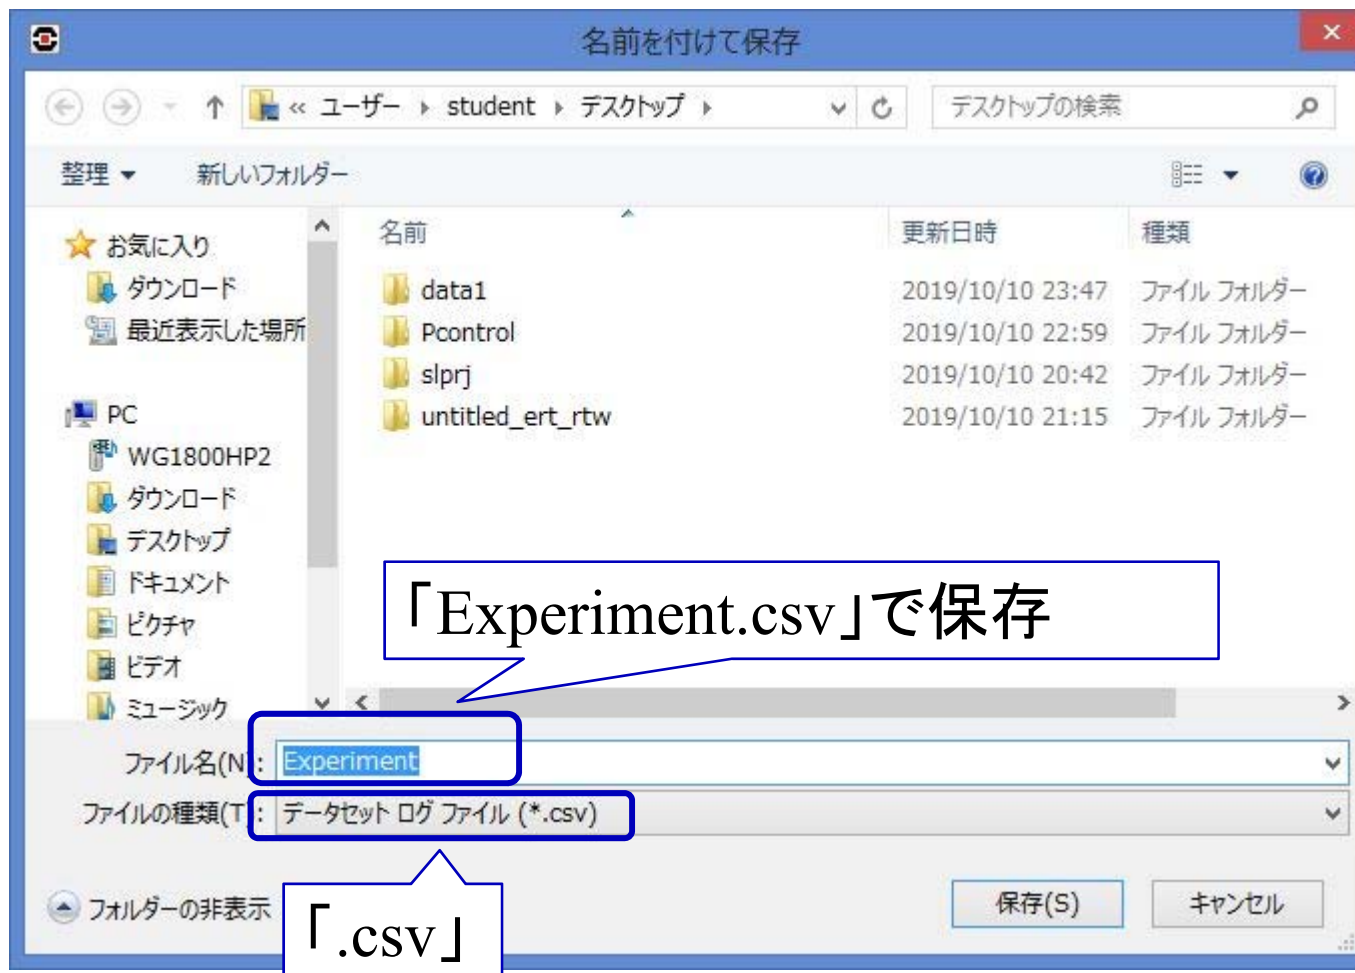 名前を付けて保存
« ユーザー ▸ student ▸ デスクトップ ▸
デスクトップの検索
整理 ▼ 新しいフォルダー
名前 更新日時 種類
お気に入り
ダウンロード
最近表示した場所
PC
WG1800HP2
ダウンロード
デスクトップ
ドキュメント
ピクチャ
ビデオ
ミュージック
data1 2019/10/10 23:47 ファイル フォルダー
Pcontrol 2019/10/10 22:59 ファイル フォルダー
slprj 2019/10/10 20:42 ファイル フォルダー
untitled_ert_rtw 2019/10/10 21:15 ファイル フォルダー
「Experiment.csv」で保存
ファイル名(N): Experiment
ファイルの種類(T): データセット ログ ファイル (*.csv)
フォルダーの非表示
「.csv」
保存(S) キャンセル